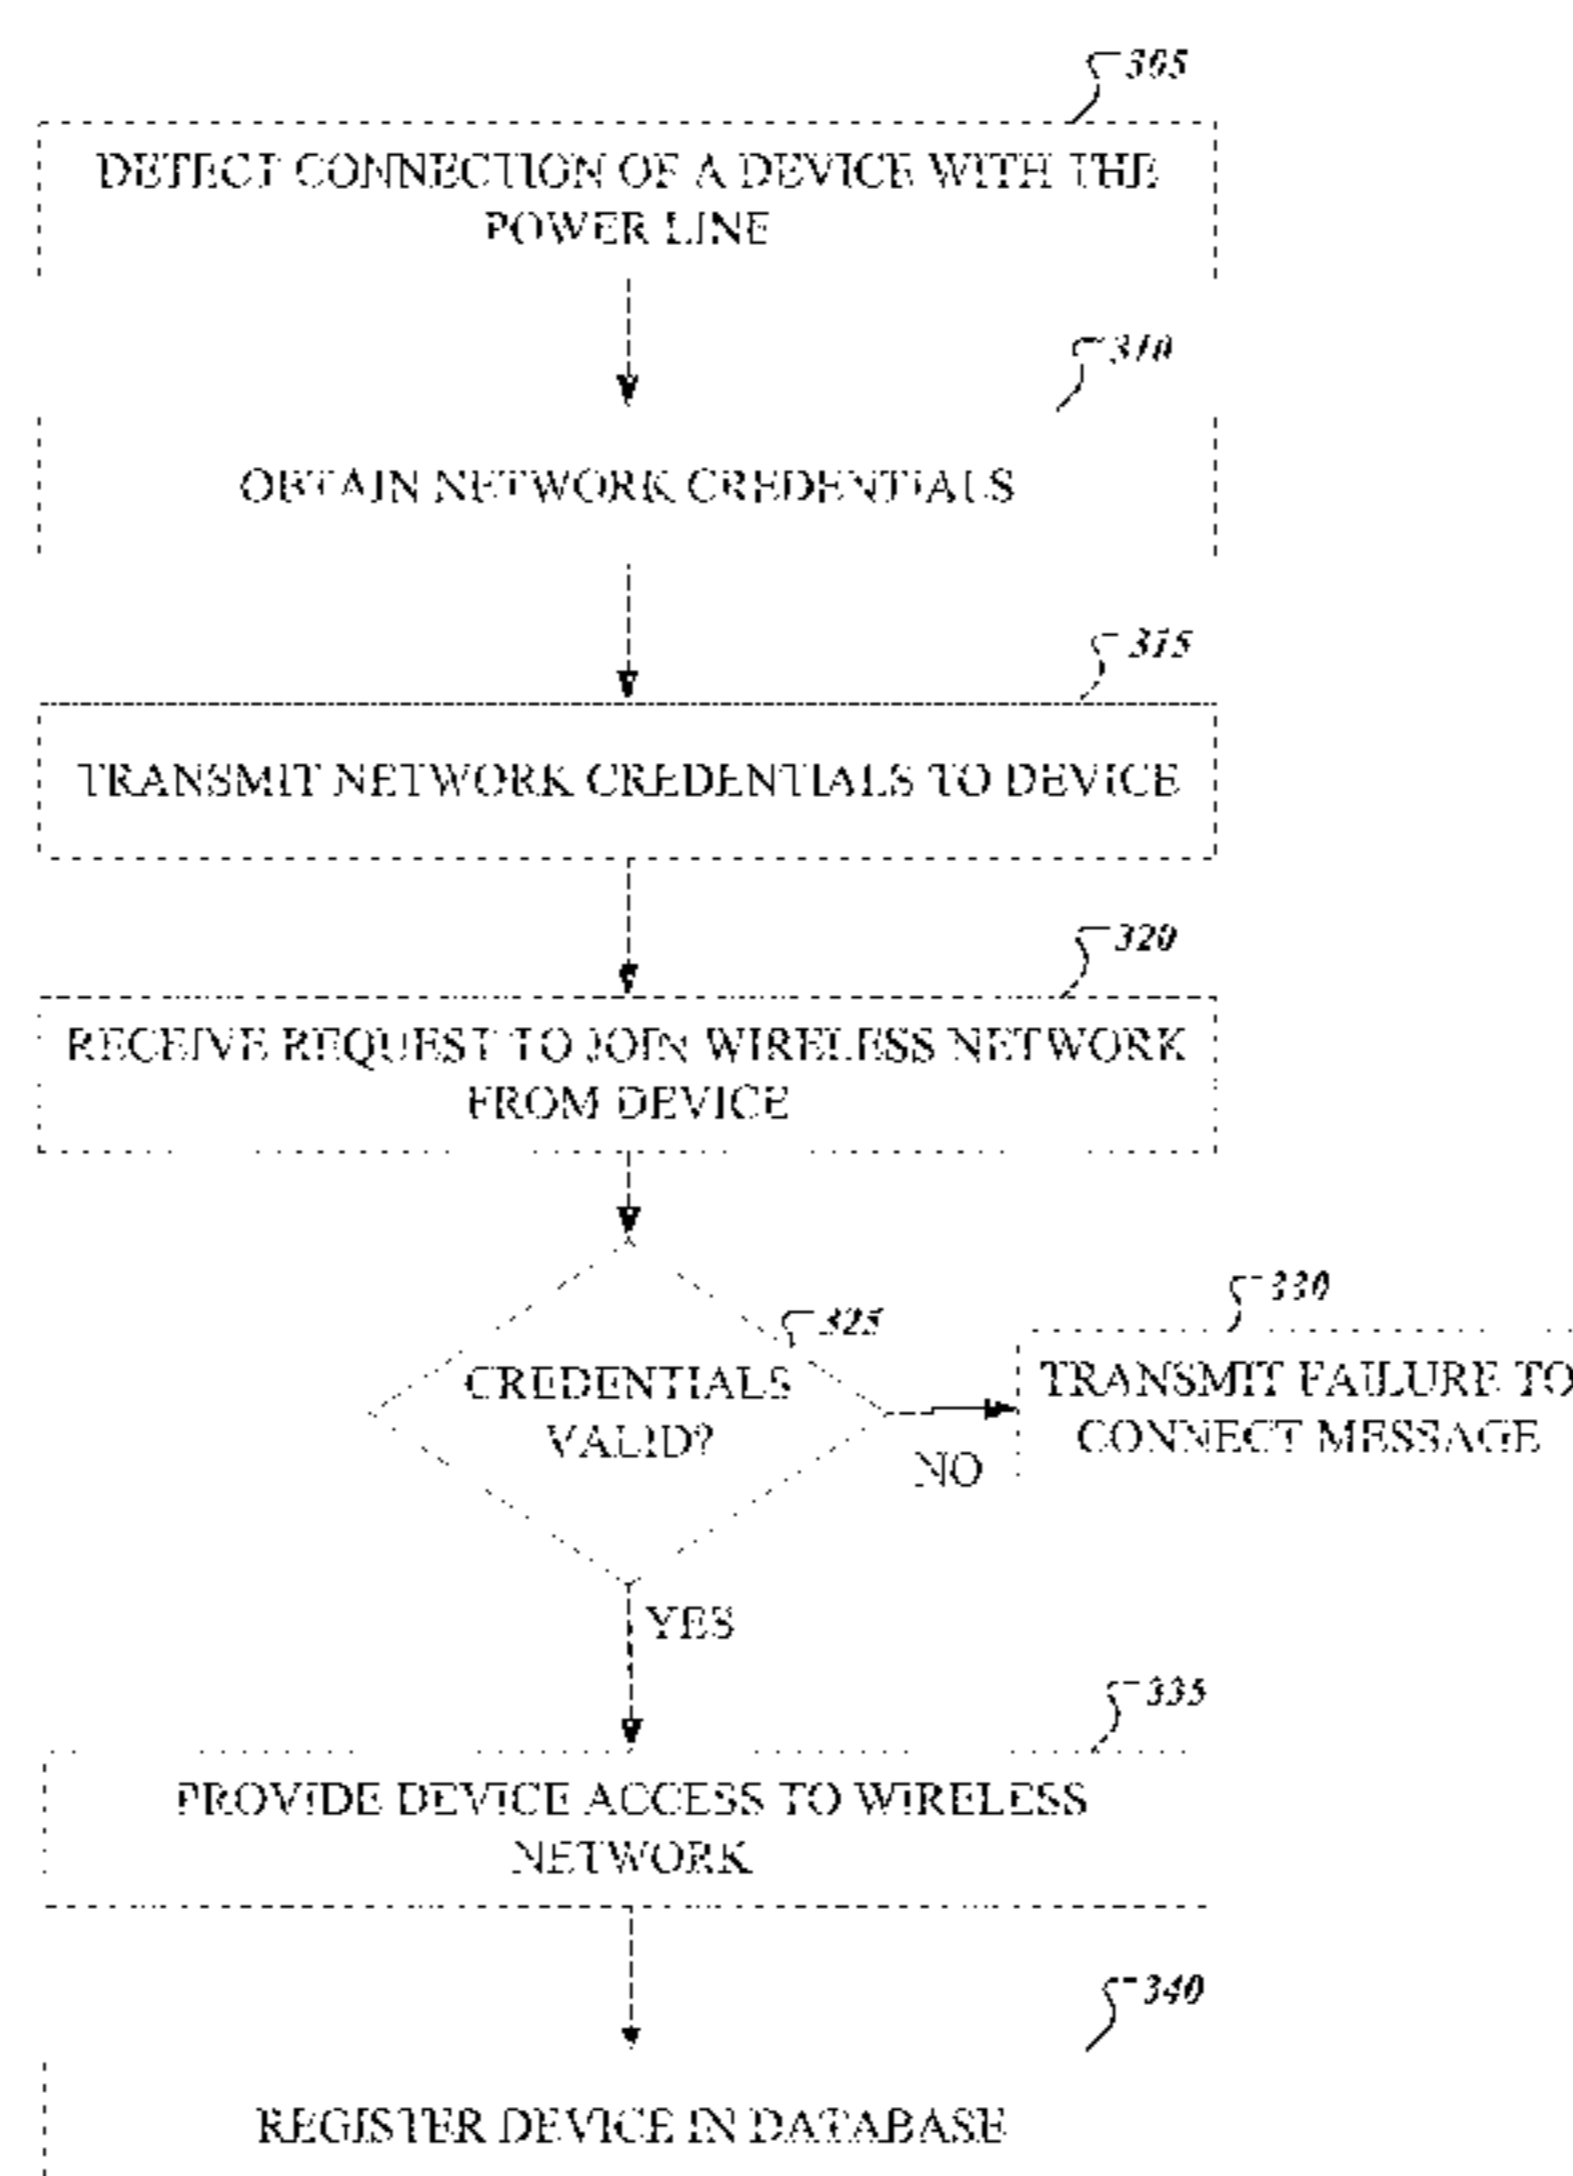 305
DETECT CONNECTION OF A DEVICE WITH THE
POWER LINE
310
OBTAIN NETWORK CREDENTIALS
315
TRANSMIT NETWORK CREDENTIALS TO DEVICE
320
RECEIVE REQUEST TO JOIN WIRELESS NETWORK
FROM DEVICE
325
CREDENTIALS
VALID?
330
TRANSMIT FAILURE TO
CONNECT MESSAGE
NO
YES
335
PROVIDE DEVICE ACCESS TO WIRELESS
NETWORK
340
REGISTER DEVICE IN DATABASE